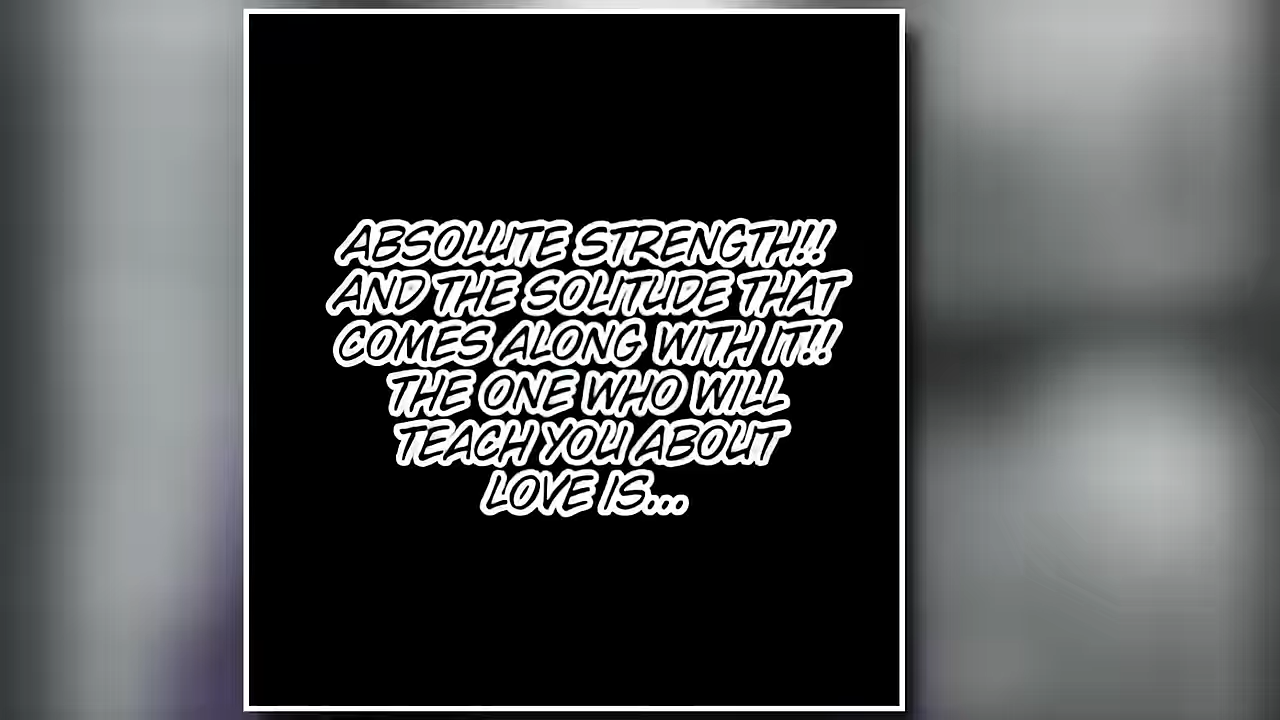 ABSOLUTE STRENGTH!!
AND THE SOLITUDE THAT
COMES ALONG WITH IT!!
THE ONE WHO WILL
TEACH YOU ABOUT
LOVE IS...